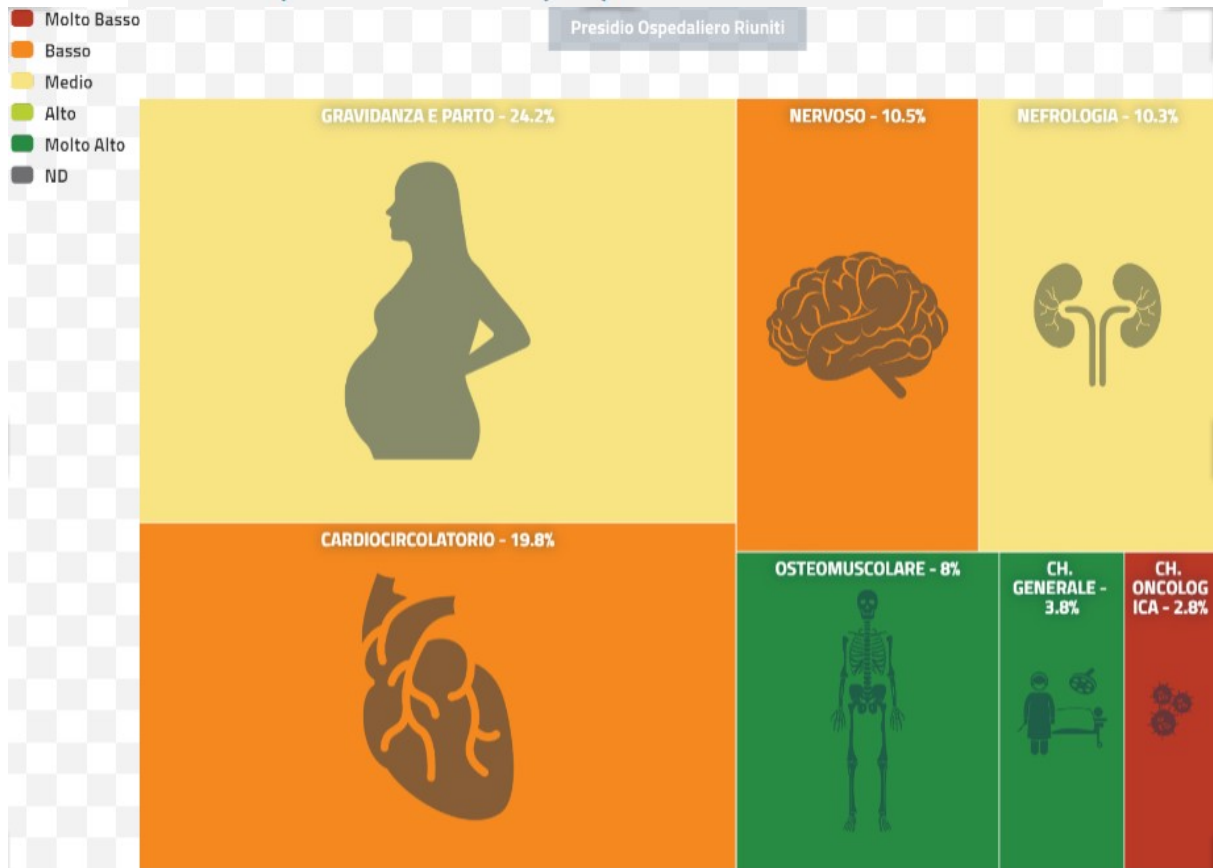 Presidio Ospedaliero Riuniti
Molto Basso
Basso
Medio
Alto
Molto Alto
ND
GRAVIDANZA E PARTO - 24.2%
NERVOSO - 10.5%
NEFROLOGIA - 10.3%
CARDIOCIRCOLATORIO - 19.8%
OSTEOMUSCOLARE - 8%
CH.
GENERALE -
3.8%
CH.
ONCOLOG
ICA - 2.8%